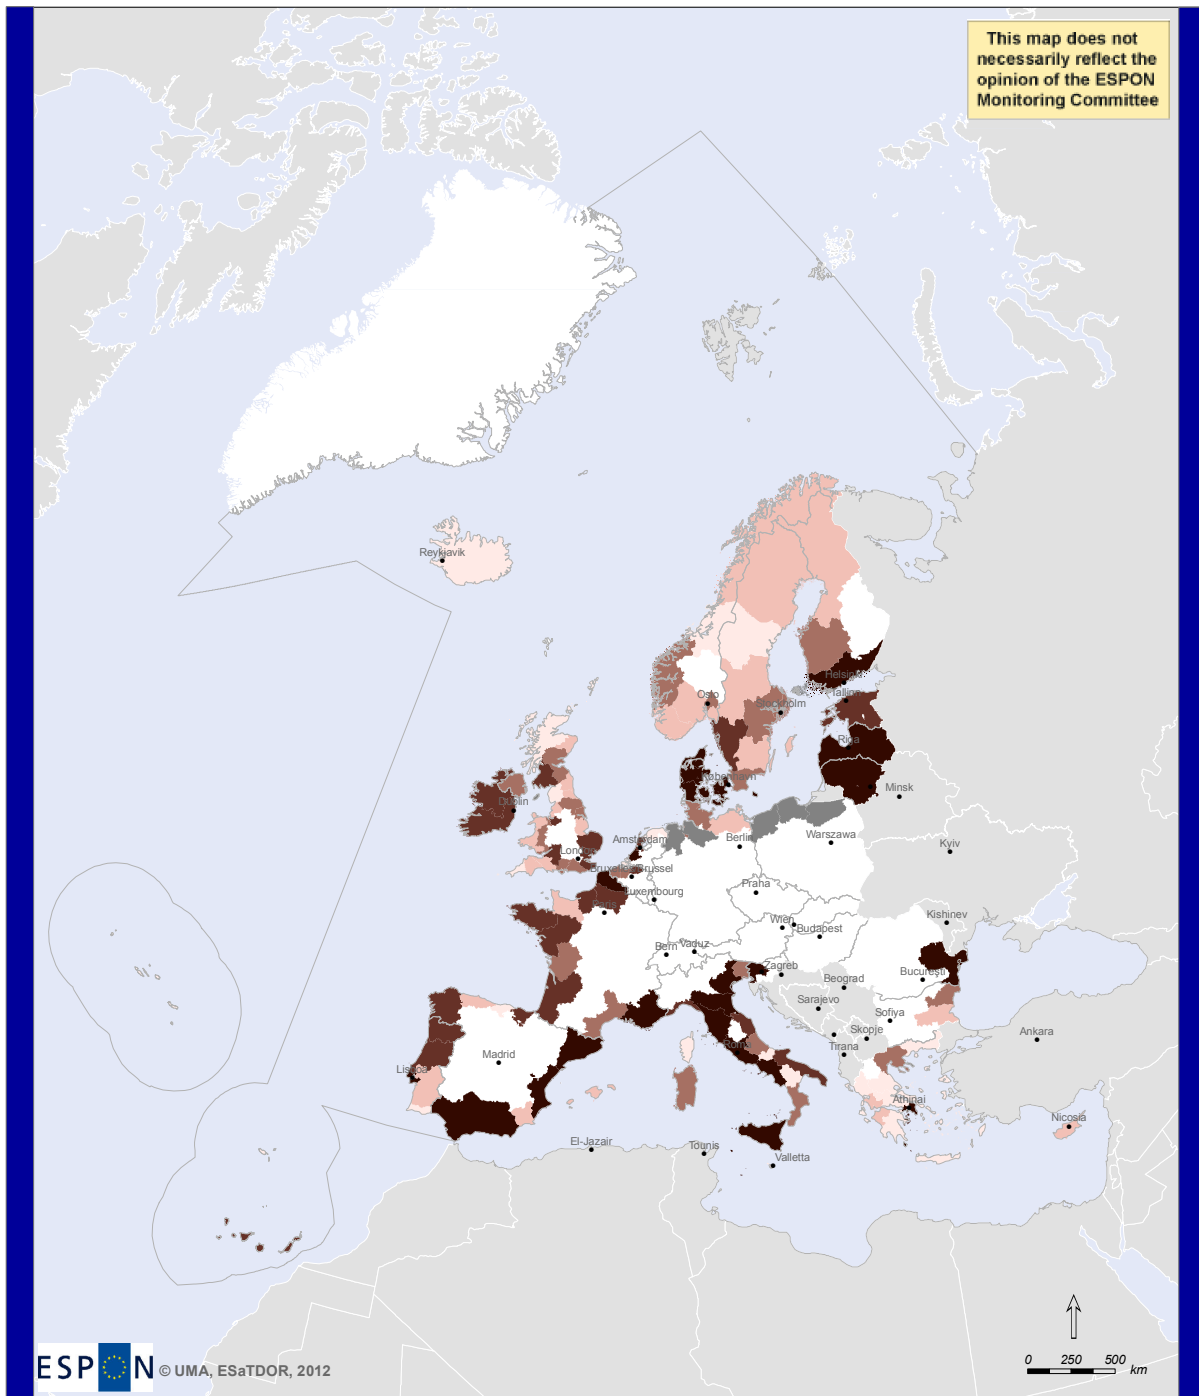 This map does not
necessarily reflect the
opinion of the ESPON
Monitoring Committee
Reykjavik
Oslo
Stockholm
Helsinki
Tallinn
Riga
København
Minsk
Dublin
Amsterdam
Berlin
Warszawa
London
Bruxelles
Brussel
Kyiv
Luxembourg
Praha
Paris
Wien
Kishinev
Budapest
Bern
Vaduz
Zagreb
Bucureşti
Beograd
Sarajevo
Sofiya
Skopje
Ankara
Roma
Tirana
Madrid
Lisboa
Athinai
Nicosia
El-Jazair
Tounis
Valletta
0 250 500
km
ESPON © UMA, ESaTDOR, 2012